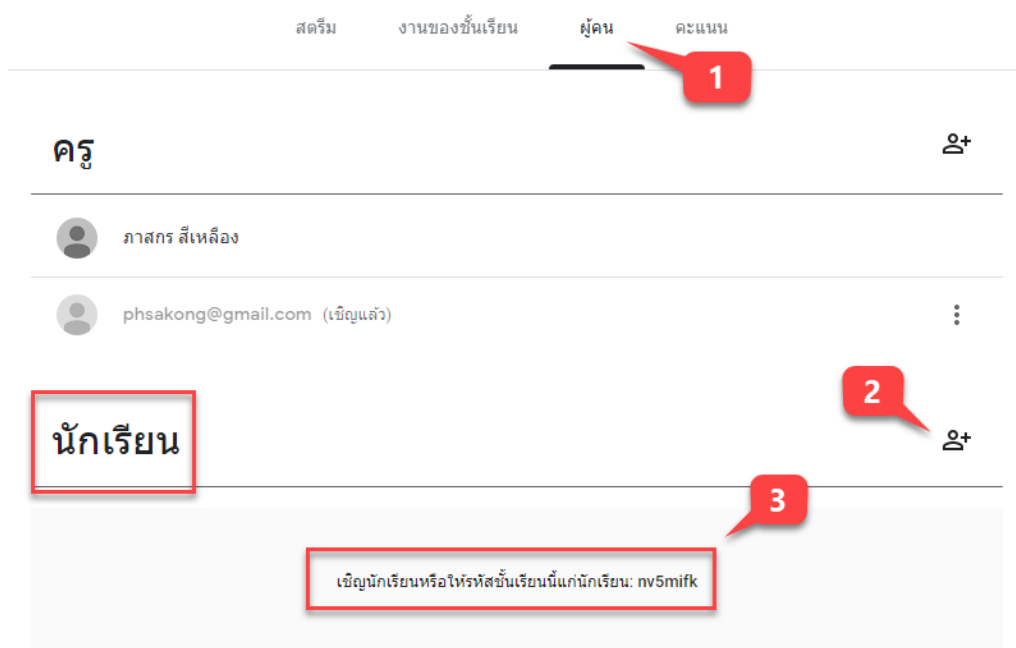 สตรีม งานของชั้นเรียน ผู้คน คะแนน
1
ครู
ภาสกร สีเหลือง
phsakong@gmail.com (เชิญแล้ว)
2
นักเรียน
3
เชิญนักเรียนหรือให้รหัสชั้นเรียนนี้แก่นักเรียน: nv5mifk